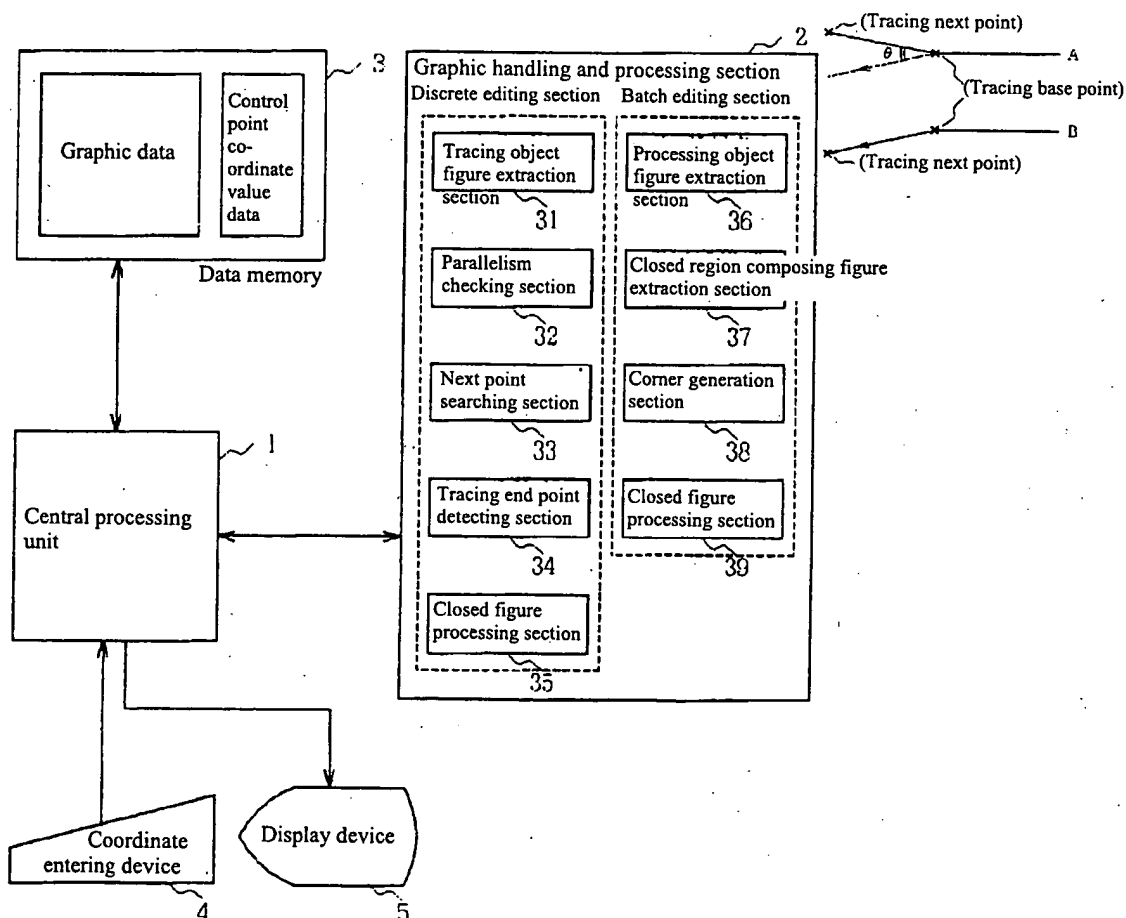 3
Graphic data
Control
point
co-
ordinate
value
data
Data memory
1
Central processing
unit
Coordinate
entering device
4
Display device
5
2
Graphic handling and processing section
Discrete editing section
Tracing object
figure extraction
section
31
Parallelism
checking section
32
Next point
searching section
33
Tracing end point
detecting section
34
Closed figure
processing section
35
Batch editing section
Processing object
figure extraction
section
36
Closed region composing figure
extraction section
37
Corner generation
section
38
Closed figure
processing section
39
(Tracing next point)
θ
A
(Tracing base point)
B
(Tracing next point)